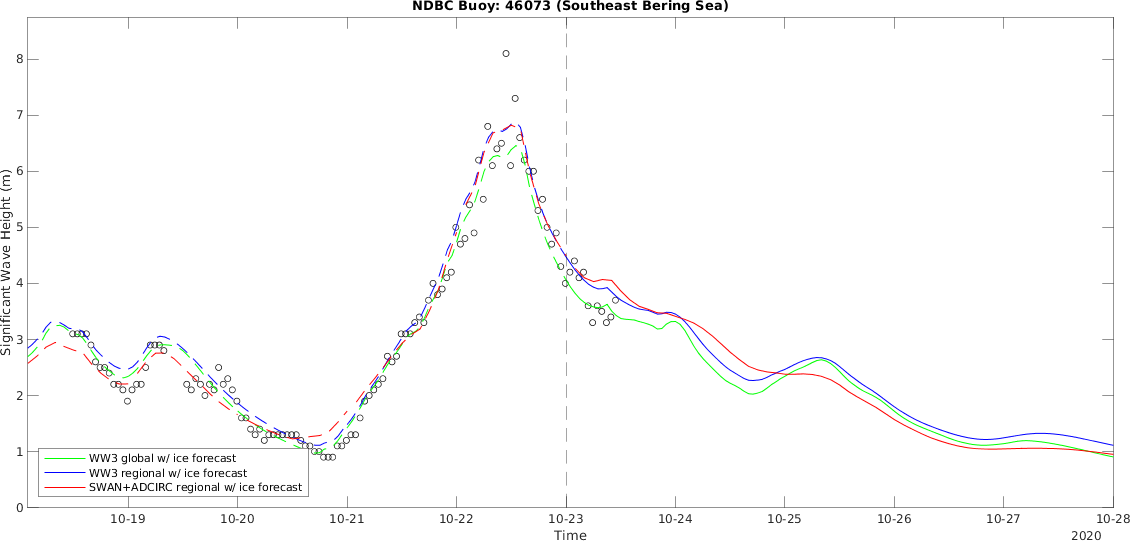 NDBC Buoy: 46073 (Southeast Bering Sea)
8
7
6
5
4
3
2
1
0
Significant Wave Height (m)
WW3 global w/ ice forecast
WW3 regional w/ ice forecast
SWAN+ADCIRC regional w/ ice forecast
10-19 10-20 10-21 10-22 10-23 10-24 10-25 10-26 10-27 10-28
Time
2020